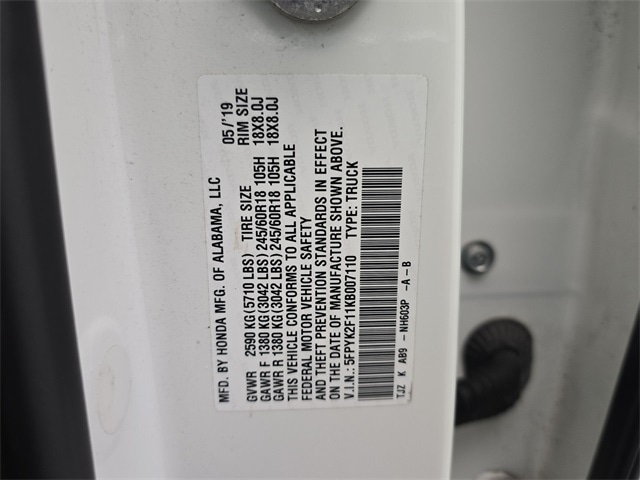 MFD. BY HONDA MFG. OF ALABAMA, LLC 05/'19
GVWR 2590 KG(5710 LBS) TIRE SIZE RIM SIZE
GAWR F 1380 KG(3042 LBS) 245/60R18 105H 18X8.0J
GAWR R 1380 KG(3042 LBS) 245/60R18 105H 18X8.0J
THIS VEHICLE CONFORMS TO ALL APPLICABLE
FEDERAL MOTOR VEHICLE SAFETY
AND THEFT PREVENTION STANDARDS IN EFFECT
ON THE DATE OF MANUFACTURE SHOWN ABOVE.
V.I.N.: 5FPYK2F11KB007110 TYPE: TRUCK
TJZ K AB9 -NH603P -A-B